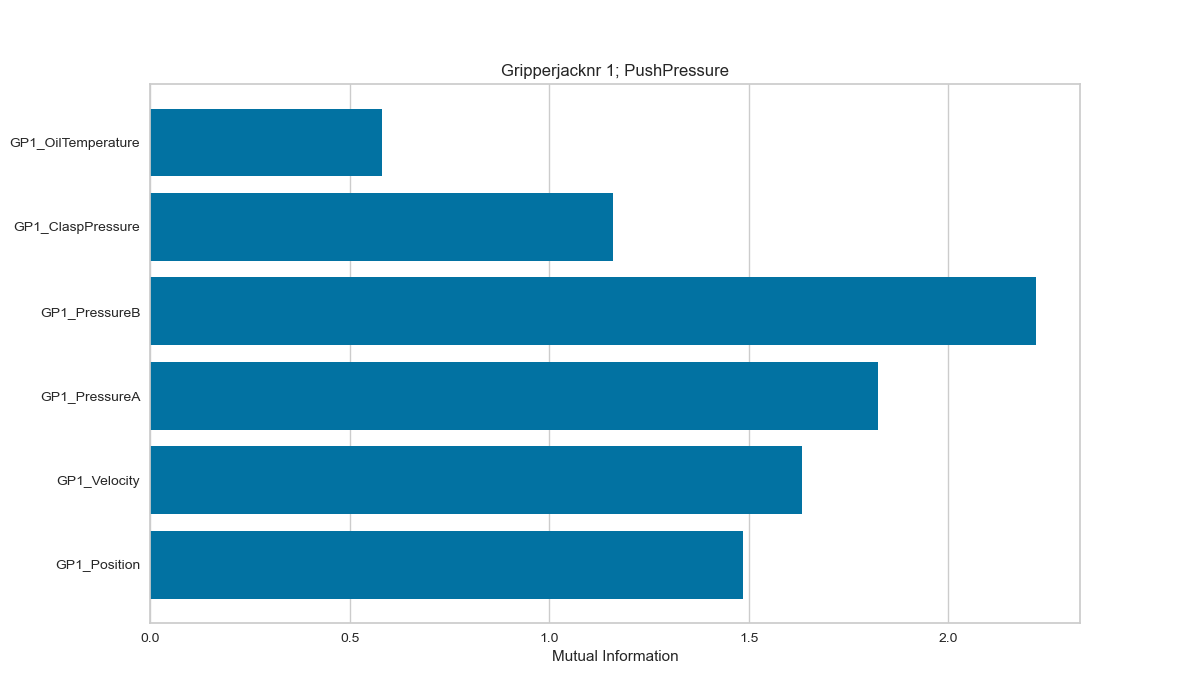 Gripperjacknr 1; PushPressure
GP1_OilTemperature
GP1_ClaspPressure
GP1_PressureB
GP1_PressureA
GP1_Velocity
GP1_Position
0.0 0.5 1.0 1.5 2.0
Mutual Information